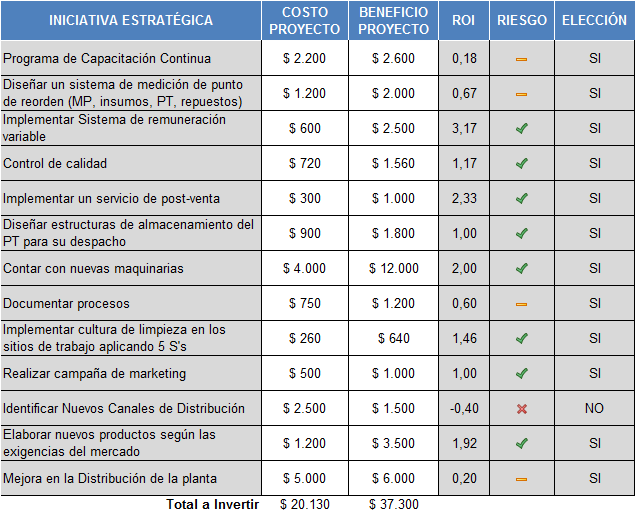 INICIATIVA ESTRATÉGICA COSTO PROYECTO BENEFICIO PROYECTO ROI RIESGO ELECCIÓN
Programa de Capacitación Continua $ 2.200 $ 2.600 0,18 SI
Diseñar un sistema de medición de punto
de reorden (MP, insumos, PT, repuestos) $ 1.200 $ 2.000 0,67 SI
Implementar Sistema de remuneración
variable $ 600 $ 2.500 3,17 SI
Control de calidad $ 720 $ 1.560 1,17 SI
Implementar un servicio de post-venta $ 300 $ 1.000 2,33 SI
Diseñar estructuras de almacenamiento del
PT para su despacho $ 900 $ 1.800 1,00 SI
Contar con nuevas maquinarias $ 4.000 $ 12.000 2,00 SI
Documentar procesos $ 750 $ 1.200 0,60 SI
Implementar cultura de limpieza en los
sitios de trabajo aplicando 5 S's $ 260 $ 640 1,46 SI
Realizar campaña de marketing $ 500 $ 1.000 1,00 SI
Identificar Nuevos Canales de Distribución $ 2.500 $ 1.500 -0,40 NO
Elaborar nuevos productos según las
exigencias del mercado $ 1.200 $ 3.500 1,92 SI
Mejora en la Distribución de la planta $ 5.000 $ 6.000 0,20 SI
Total a Invertir $ 20.130 $ 37.300